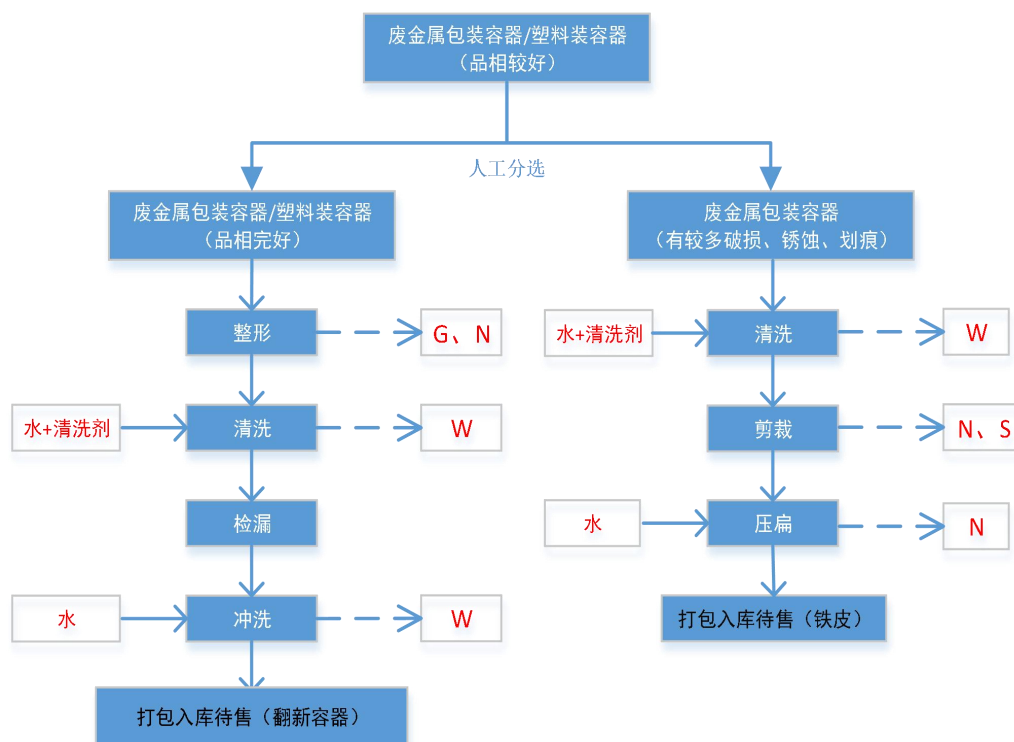 废金属包装容器/塑料装容器
（品相较好）
人工分选
废金属包装容器/塑料装容器
（品相完好）
废金属包装容器
（有较多破损、锈蚀、划痕）
整形
G、N
水+清洗剂
清洗
W
水+清洗剂
清洗
W
剪裁
N、S
检漏
水
压扁
N
水
冲洗
W
打包入库待售（铁皮）
打包入库待售（翻新容器）